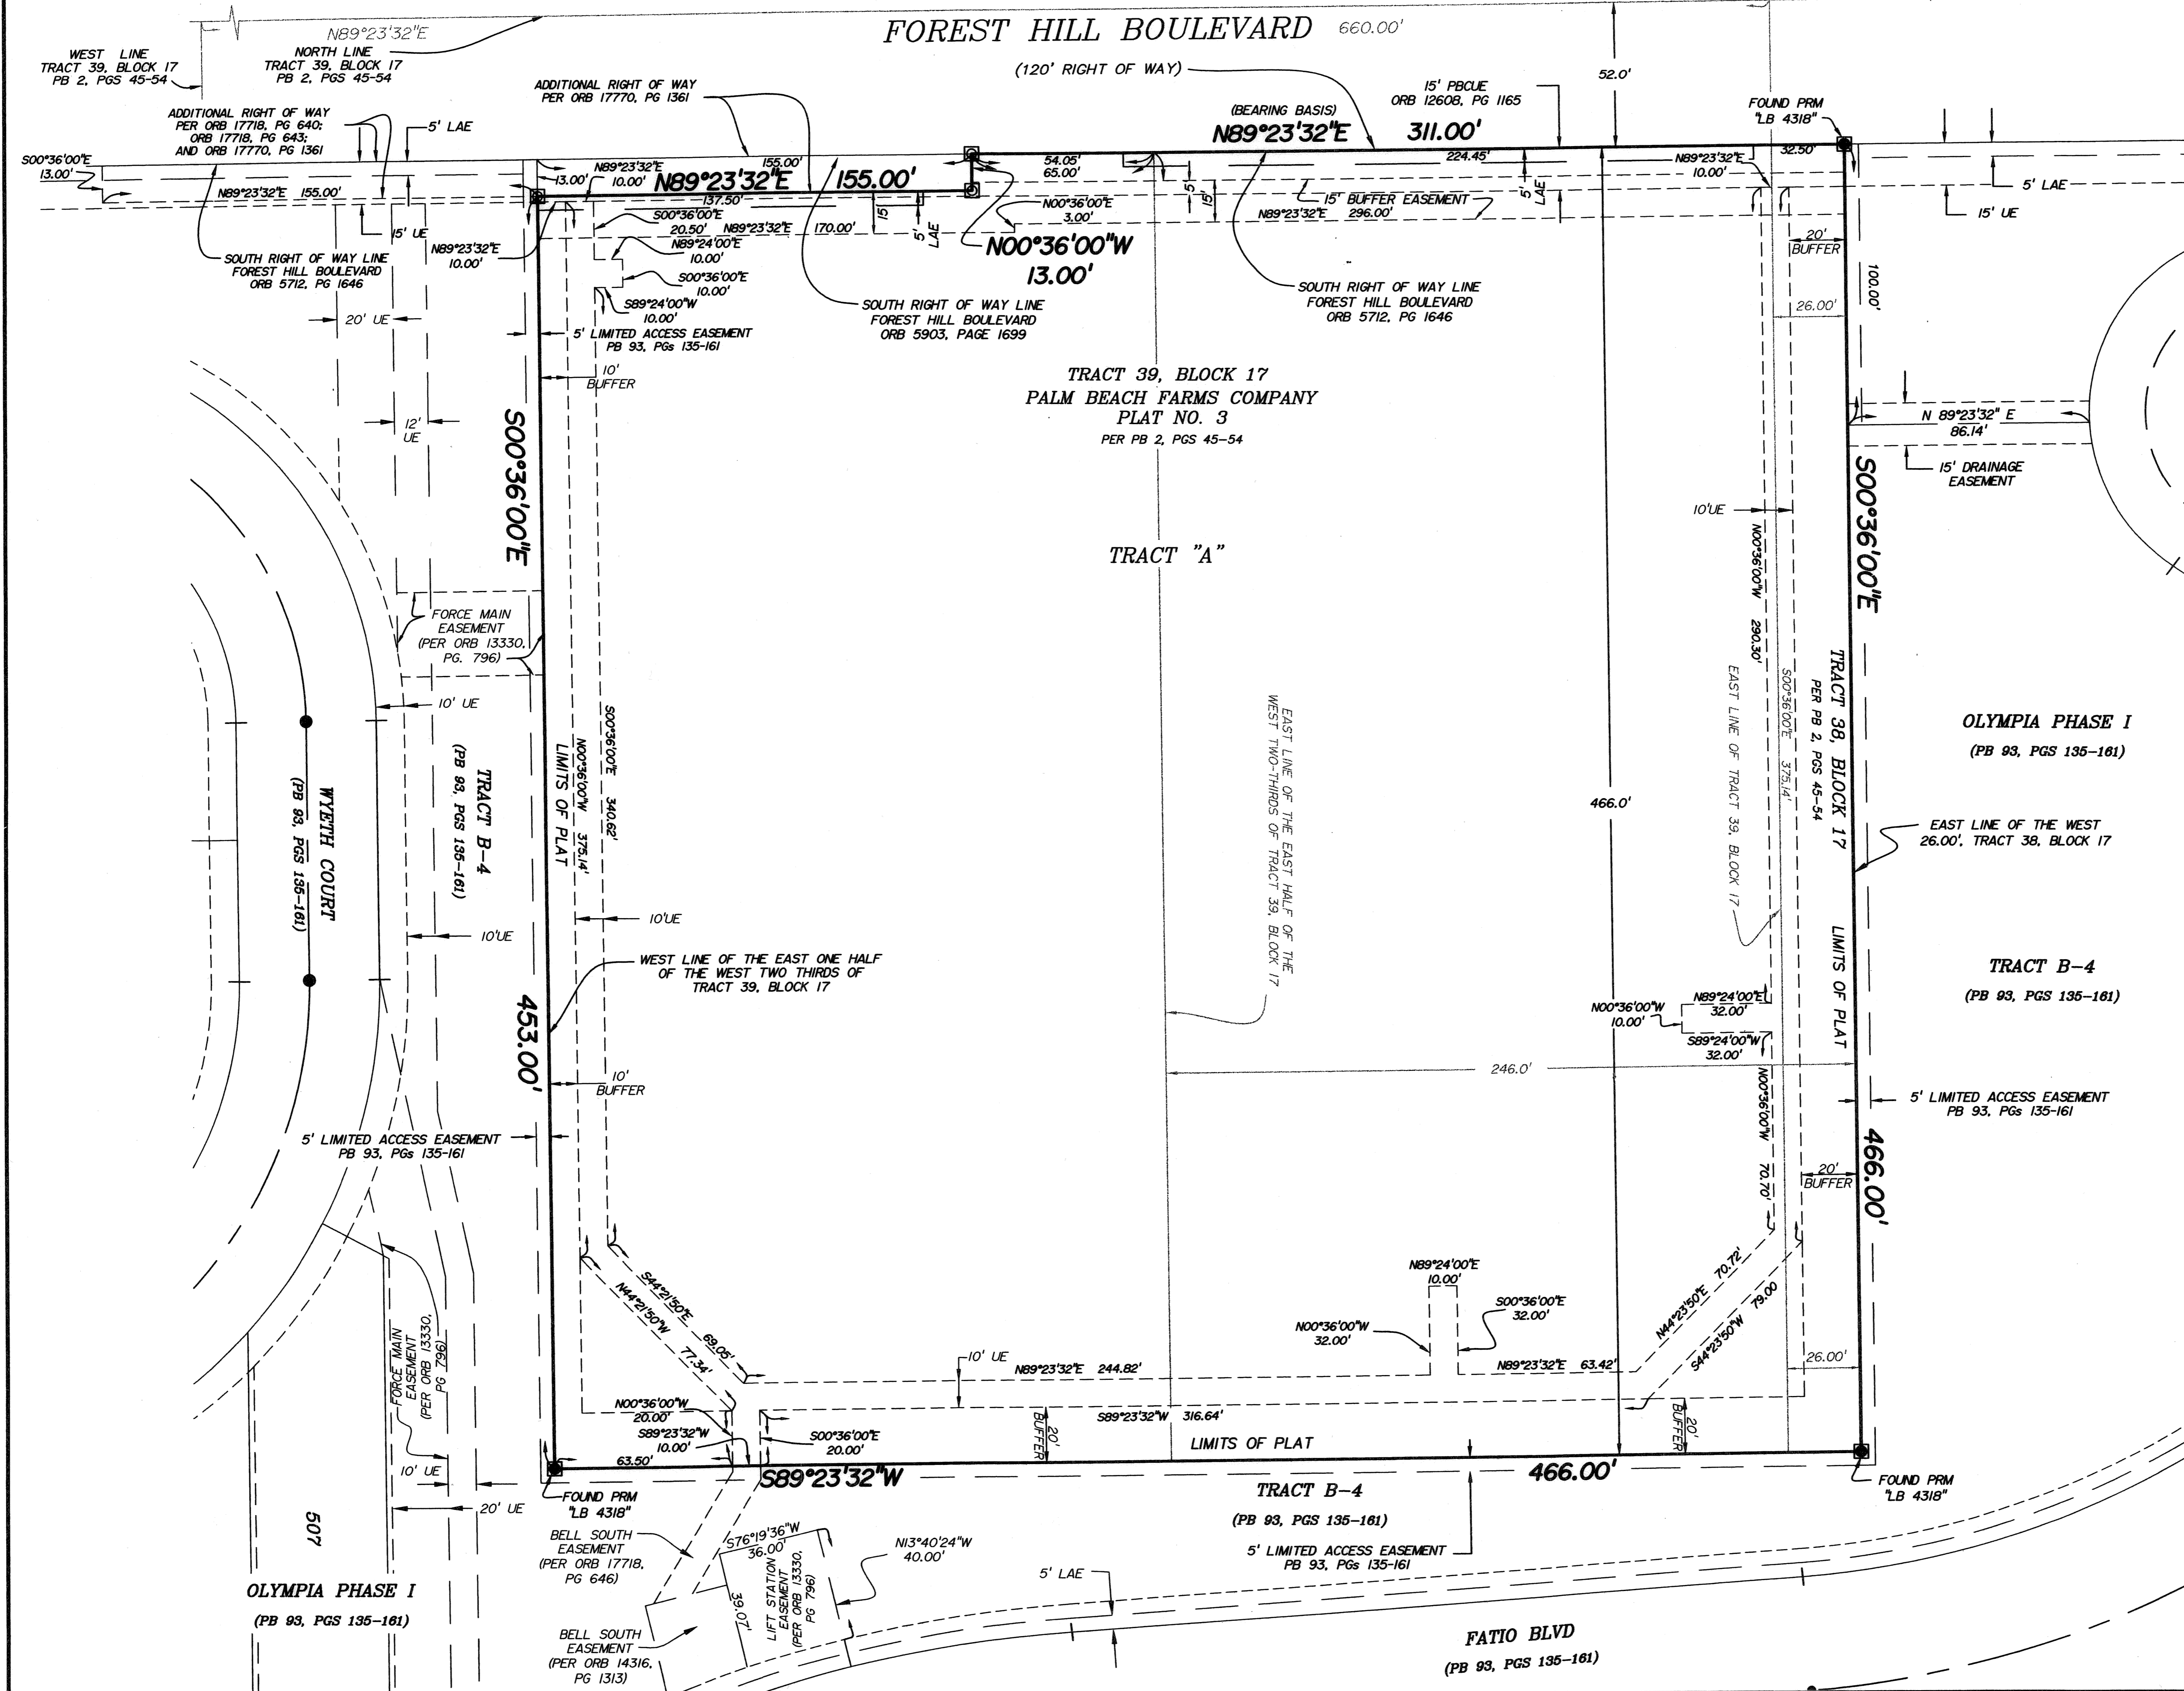 FOREST HILL BOULEVARD
660.00'
N89°23'32"E
(120' RIGHT OF WAY)
WEST LINE
TRACT 39, BLOCK 17
PB 2, PGS 45-54
NORTH LINE
TRACT 39, BLOCK 17
PB 2, PGS 45-54
ADDITIONAL RIGHT OF WAY
PER ORB 17718, PG 640;
ORB 17718, PG 643;
AND ORB 17770, PG 1361
5' LAE
ADDITIONAL RIGHT OF WAY
PER ORB 17770, PG 1361
15' PBCUE
ORB 12608, PG 1165
52.0'
FOUND PRM
"LB 4318"
(BEARING BASIS)
N89°23'32"E 311.00'
S00°36'00"E
13.00'
N89°23'32"E 155.00'
15' UE
20' UE
SOUTH RIGHT OF WAY LINE
FOREST HILL BOULEVARD
ORB 5712, PG 1646
N89°23'32"E
10.00'
N89°23'32"E 155.00'
13.00'
10.00'
N89°23'32"E 155.00'
137.50'
S00°36'00"E
20.50'
N89°23'32"E 170.00'
N89°24'00"E
10.00'
S00°36'00"E
10.00'
S89°24'00"W
10.00'
15'
5'
LAE
54.05'
65.00'
224.45'
N89°23'32"E
10.00'
32.50'
5'
15'
N00°36'00"E
3.00'
15' BUFFER EASEMENT
N89°23'32"E 296.00'
5'
LAE
N00°36'00"W
13.00'
5' LAE
15' UE
20'
BUFFER
26.00'
100.00'
5' LIMITED ACCESS EASEMENT
PB 93, PGs 135-161
SOUTH RIGHT OF WAY LINE
FOREST HILL BOULEVARD
ORB 5903, PAGE 1699
SOUTH RIGHT OF WAY LINE
FOREST HILL BOULEVARD
ORB 5712, PG 1646
10'
BUFFER
12'
UE
TRACT 39, BLOCK 17
PALM BEACH FARMS COMPANY
PLAT NO. 3
PER PB 2, PGS 45-54
N 89°23'32" E
86.14'
15' DRAINAGE
EASEMENT
S00°36'00"E
S00°36'00"E
TRACT "A"
10'UE
N00°36'00"W 290.30'
FORCE MAIN
EASEMENT
(PER ORB 13330,
PG. 796)
10' UE
TRACT B-4
(PB 93, PGS 135-161)
WYETH COURT
(PB 93, PGS 135-161)
10'UE
S00°36'00"E 340.62'
N00°36'00"W 375.14'
LIMITS OF PLAT
10'UE
EAST LINE OF THE EAST HALF OF THE
WEST TWO-THIRDS OF TRACT 39, BLOCK 17
466.0'
EAST LINE OF TRACT 39, BLOCK 17
S00°36'00"E 375.14'
TRACT 38, BLOCK 17
PER PB 2, PGS 45-54
LIMITS OF PLAT
OLYMPIA PHASE I
(PB 93, PGS 135-161)
EAST LINE OF THE WEST
26.00', TRACT 38, BLOCK 17
WEST LINE OF THE EAST ONE HALF
OF THE WEST TWO THIRDS OF
TRACT 39, BLOCK 17
TRACT B-4
(PB 93, PGS 135-161)
453.00'
N89°24'00"E
32.00'
N00°36'00"W
10.00'
S89°24'00"W
32.00'
246.0'
10'
BUFFER
N00°36'00"W 70.70'
5' LIMITED ACCESS EASEMENT
PB 93, PGs 135-161
5' LIMITED ACCESS EASEMENT
PB 93, PGs 135-161
20'
BUFFER
466.00'
S44°21'50"E 69.05'
N44°21'50"W 77.34'
N89°24'00"E
10.00'
S00°36'00"E
32.00'
N00°36'00"W
32.00'
N44°23'50"E 70.72'
S44°23'50"W 79.00
FORCE MAIN
EASEMENT
(PER ORB 13330,
PG 796)
10' UE
N89°23'32"E 244.82'
N89°23'32"E 63.42'
26.00'
N00°36'00"W
20.00'
S89°23'32"W
10.00'
S00°36'00"E
20.00'
20'
BUFFER
S89°23'32"W 316.64'
20'
BUFFER
LIMITS OF PLAT
63.50'
S89°23'32"W
466.00'
10' UE
20' UE
FOUND PRM
"LB 4318"
FOUND PRM
"LB 4318"
TRACT B-4
(PB 93, PGS 135-161)
507
BELL SOUTH
EASEMENT
(PER ORB 17718,
PG 646)
S76°19'36"W
36.00'
LIFT STATION
EASEMENT
(PER ORB 13330,
PG 796)
39.07'
N13°40'24"W
40.00'
5' LIMITED ACCESS EASEMENT
PB 93, PGs 135-161
5' LAE
OLYMPIA PHASE I
(PB 93, PGS 135-161)
BELL SOUTH
EASEMENT
(PER ORB 14316,
PG 1313)
FATIO BLVD
(PB 93, PGS 135-161)